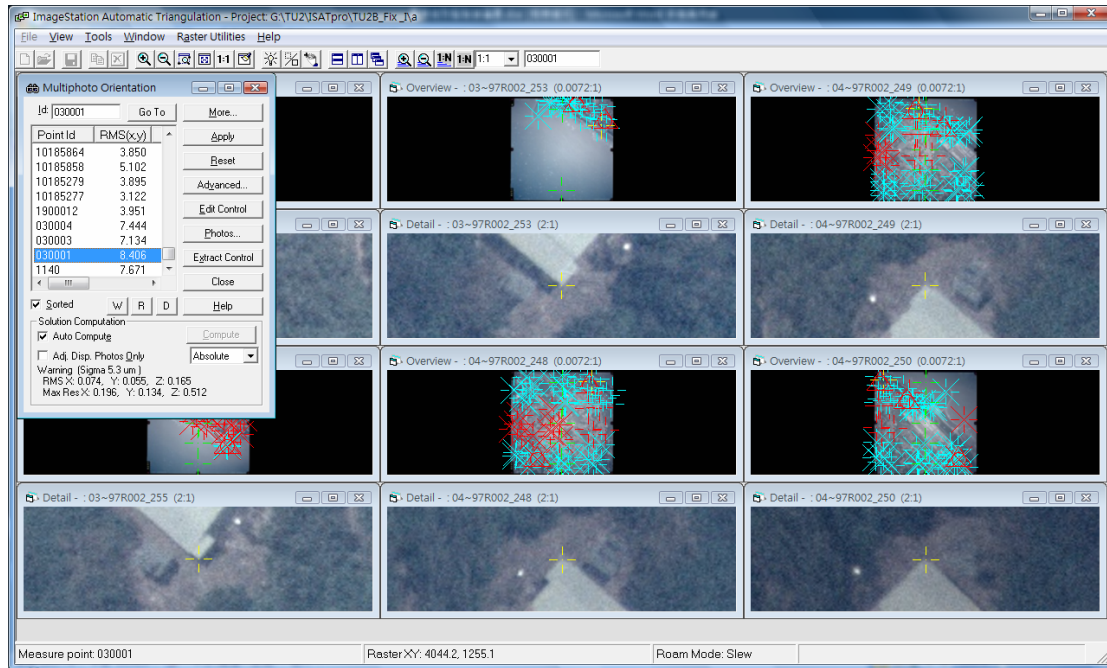 ImageStation Automatic Triangulation - Project: G:\TU2\ISATpro\TU2B_Fix_I\a
File View Tools Window Raster Utilities Help
1:1 1:N 1:N 1:1 030001
Multiphoto Orientation
Id: 030001 Go To More...
Point Id RMS(x,y)
10185864 3.850
10185858 5.102
10185279 3.895
10185277 3.122
1900012 3.951
030004 7.444
030003 7.134
030001 8.406
1140 7.671
Apply
Reset
Advanced...
Edit Control
Photos...
Extract Control
Close
Sorted W R D Help
Solution Computation
Auto Compute Compute
Adj. Disp. Photos Only Absolute
Warning (Sigma 5.3 um )
RMS X: 0.074, Y: 0.055, Z: 0.165
Max Res X: 0.196, Y: 0.134, Z: 0.512
Overview - : 03~97R002_253 (0.0072:1)
Overview - : 04~97R002_249 (0.0072:1)
Detail - : 03~97R002_253 (2:1)
Detail - : 04~97R002_249 (2:1)
Overview - : 04~97R002_248 (0.0072:1)
Overview - : 04~97R002_250 (0.0072:1)
Detail - : 03~97R002_255 (2:1)
Detail - : 04~97R002_248 (2:1)
Detail - : 04~97R002_250 (2:1)
Measure point: 030001 Raster XY: 4044.2, 1255.1 Roam Mode: Slew